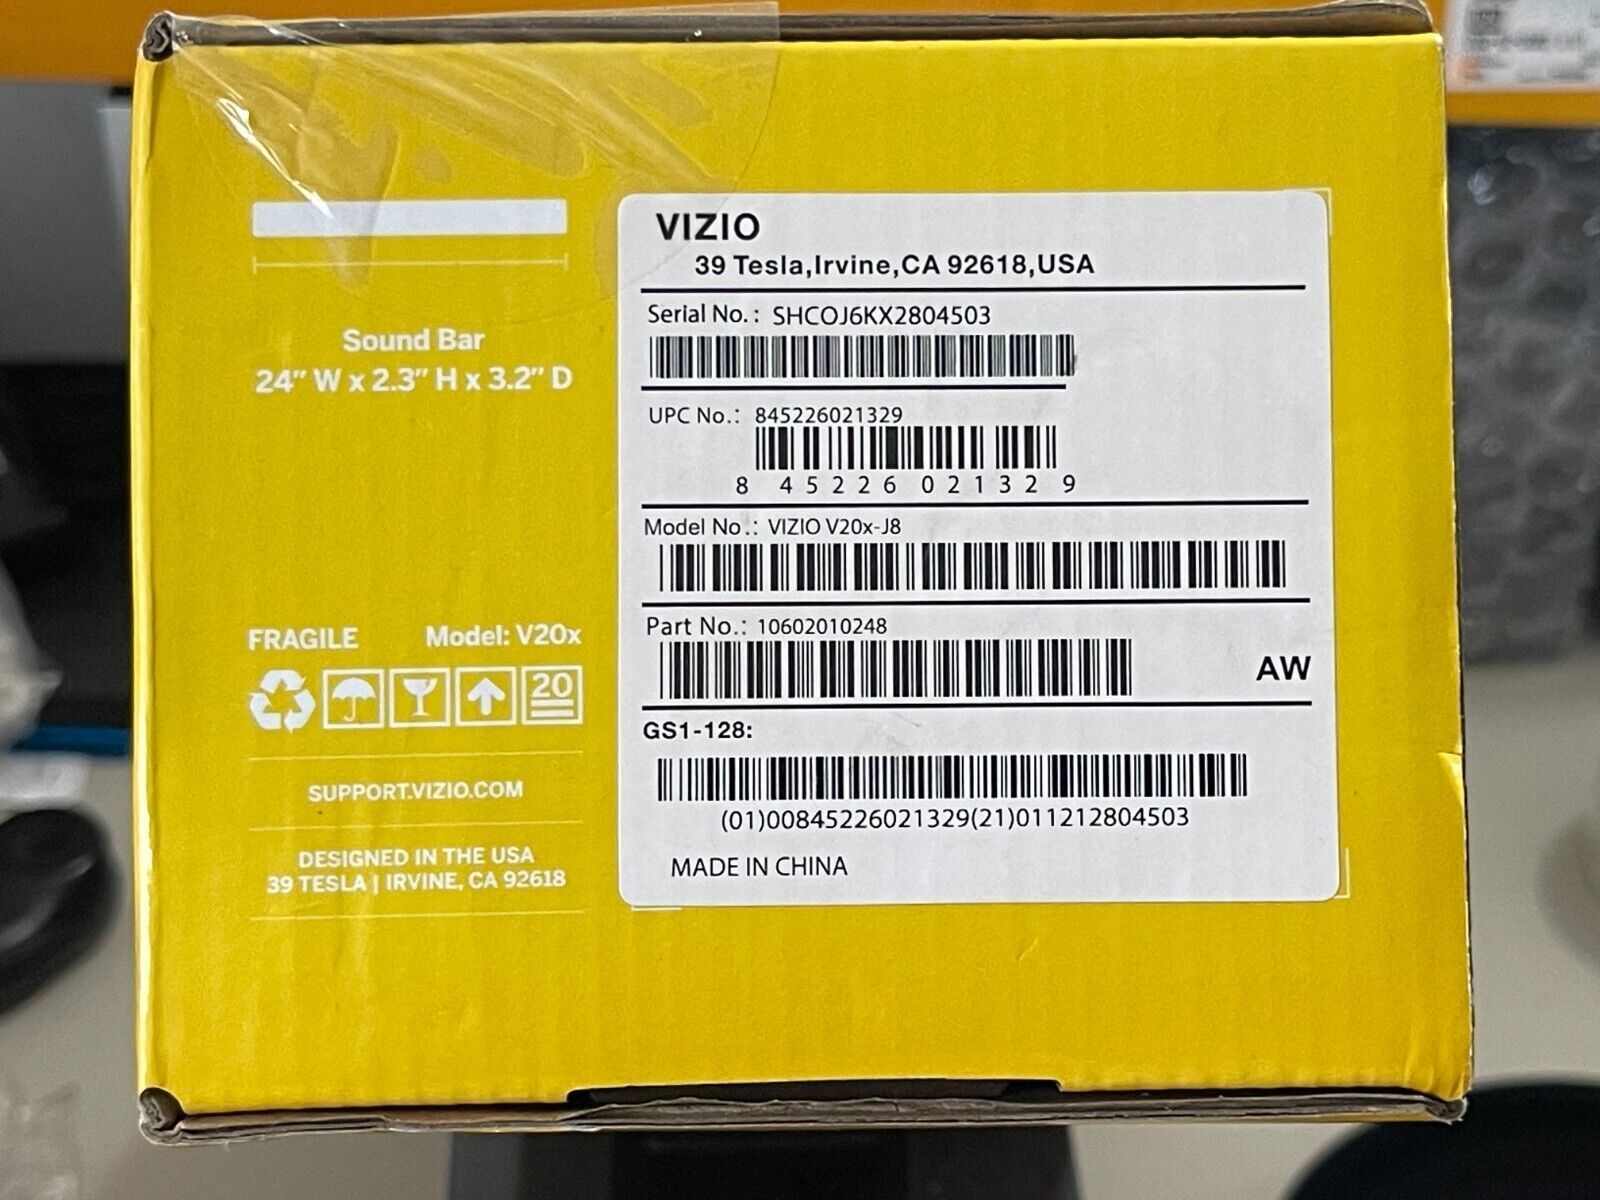 Sound Bar
24" W x 2.3" H x 3.2" D
FRAGILE Model: V20x
20
SUPPORT.VIZIO.COM
DESIGNED IN THE USA
39 TESLA | IRVINE, CA 92618
VIZIO
39 Tesla,Irvine,CA 92618,USA
Serial No.: SHCOJ6KX2804503
UPC No.: 845226021329
8 45226 02132 9
Model No.: VIZIO V20x-J8
Part No.: 10602010248
AW
GS1-128:
(01)00845226021329(21)011212804503
MADE IN CHINA